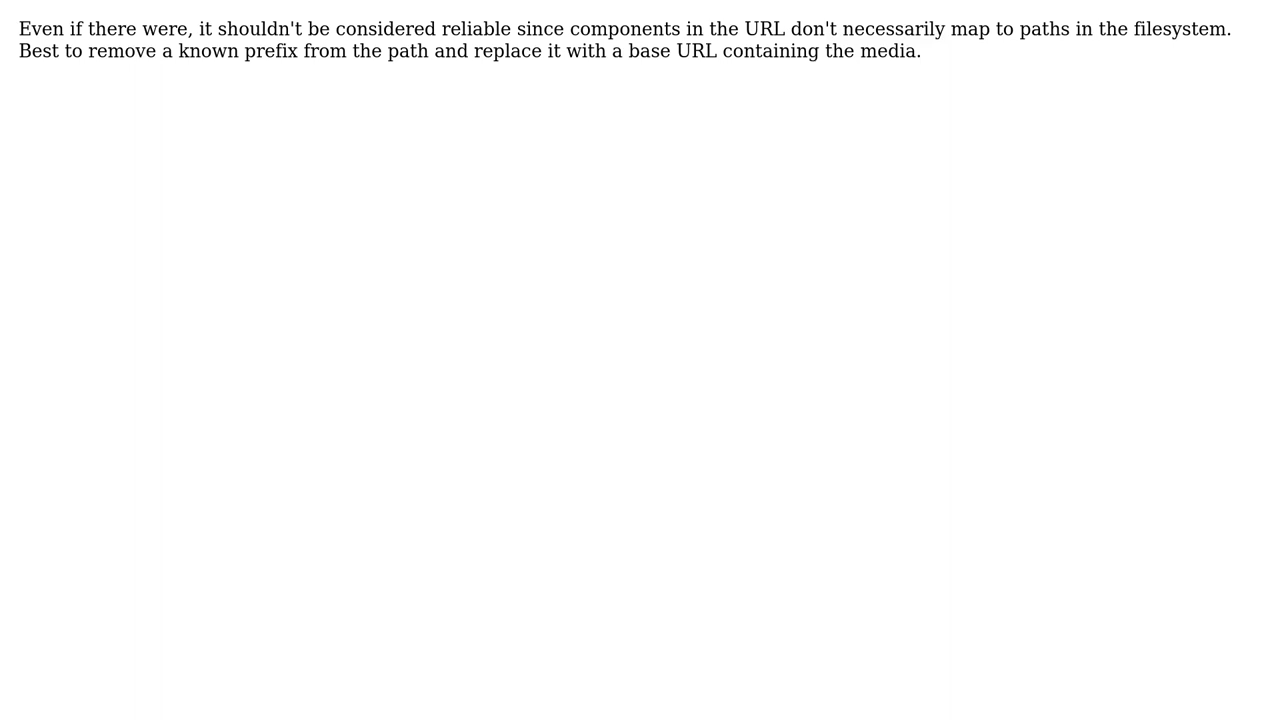 Even if there were, it shouldn't be considered reliable since components in the URL don't necessarily map to paths in the filesystem.
Best to remove a known prefix from the path and replace it with a base URL containing the media.